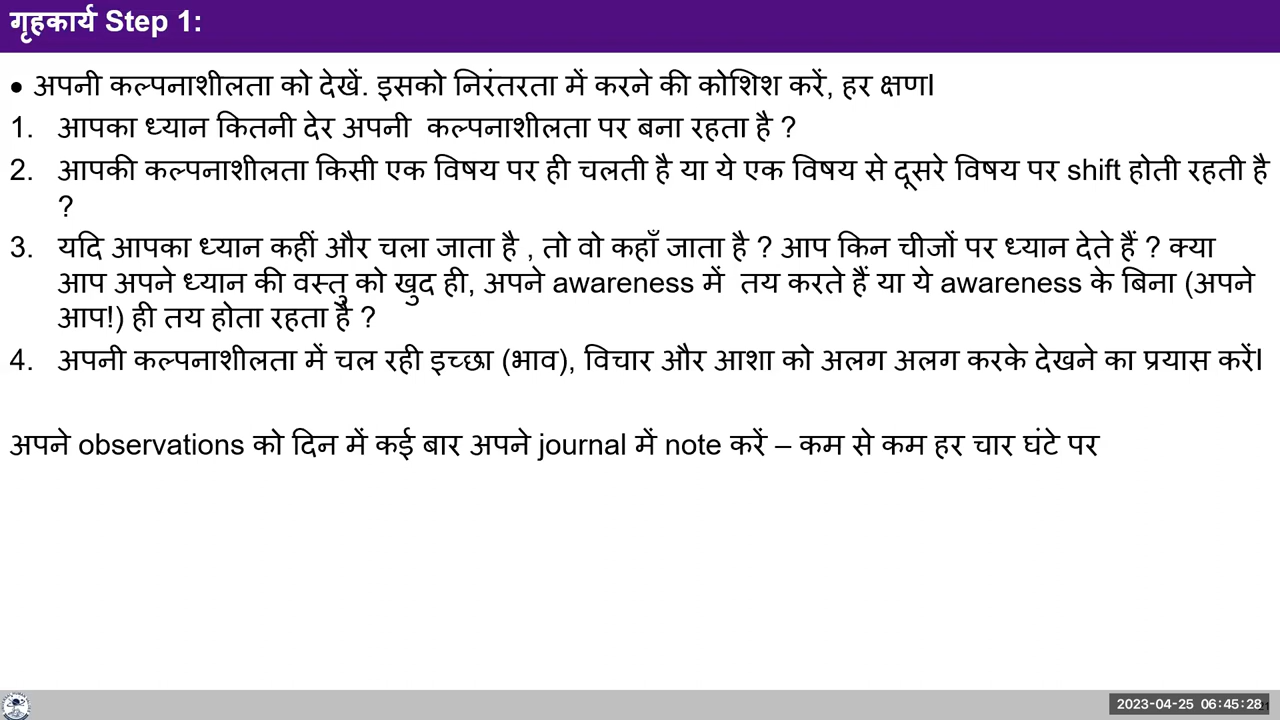 गृहकार्य Step 1:
• अपनी कल्पनाशीलता को देखें. इसको निरंतरता में करने की कोशिश करें, हर क्षण।
1. आपका ध्यान कितनी देर अपनी कल्पनाशीलता पर बना रहता है ?
2. आपकी कल्पनाशीलता किसी एक विषय पर ही चलती है या ये एक विषय से दूसरे विषय पर shift होती रहती है
?
3. यदि आपका ध्यान कहीं और चला जाता है , तो वो कहाँ जाता है ? आप किन चीजों पर ध्यान देते हैं ? क्या
आप अपने ध्यान की वस्तु को खुद ही, अपने awareness में तय करते हैं या ये awareness के बिना (अपने
आप!) ही तय होता रहता है ?
4. अपनी कल्पनाशीलता में चल रही इच्छा (भाव), विचार और आशा को अलग अलग करके देखने का प्रयास करें।
अपने observations को दिन में कई बार अपने journal में note करें – कम से कम हर चार घंटे पर
2023-04-25 06:45:28